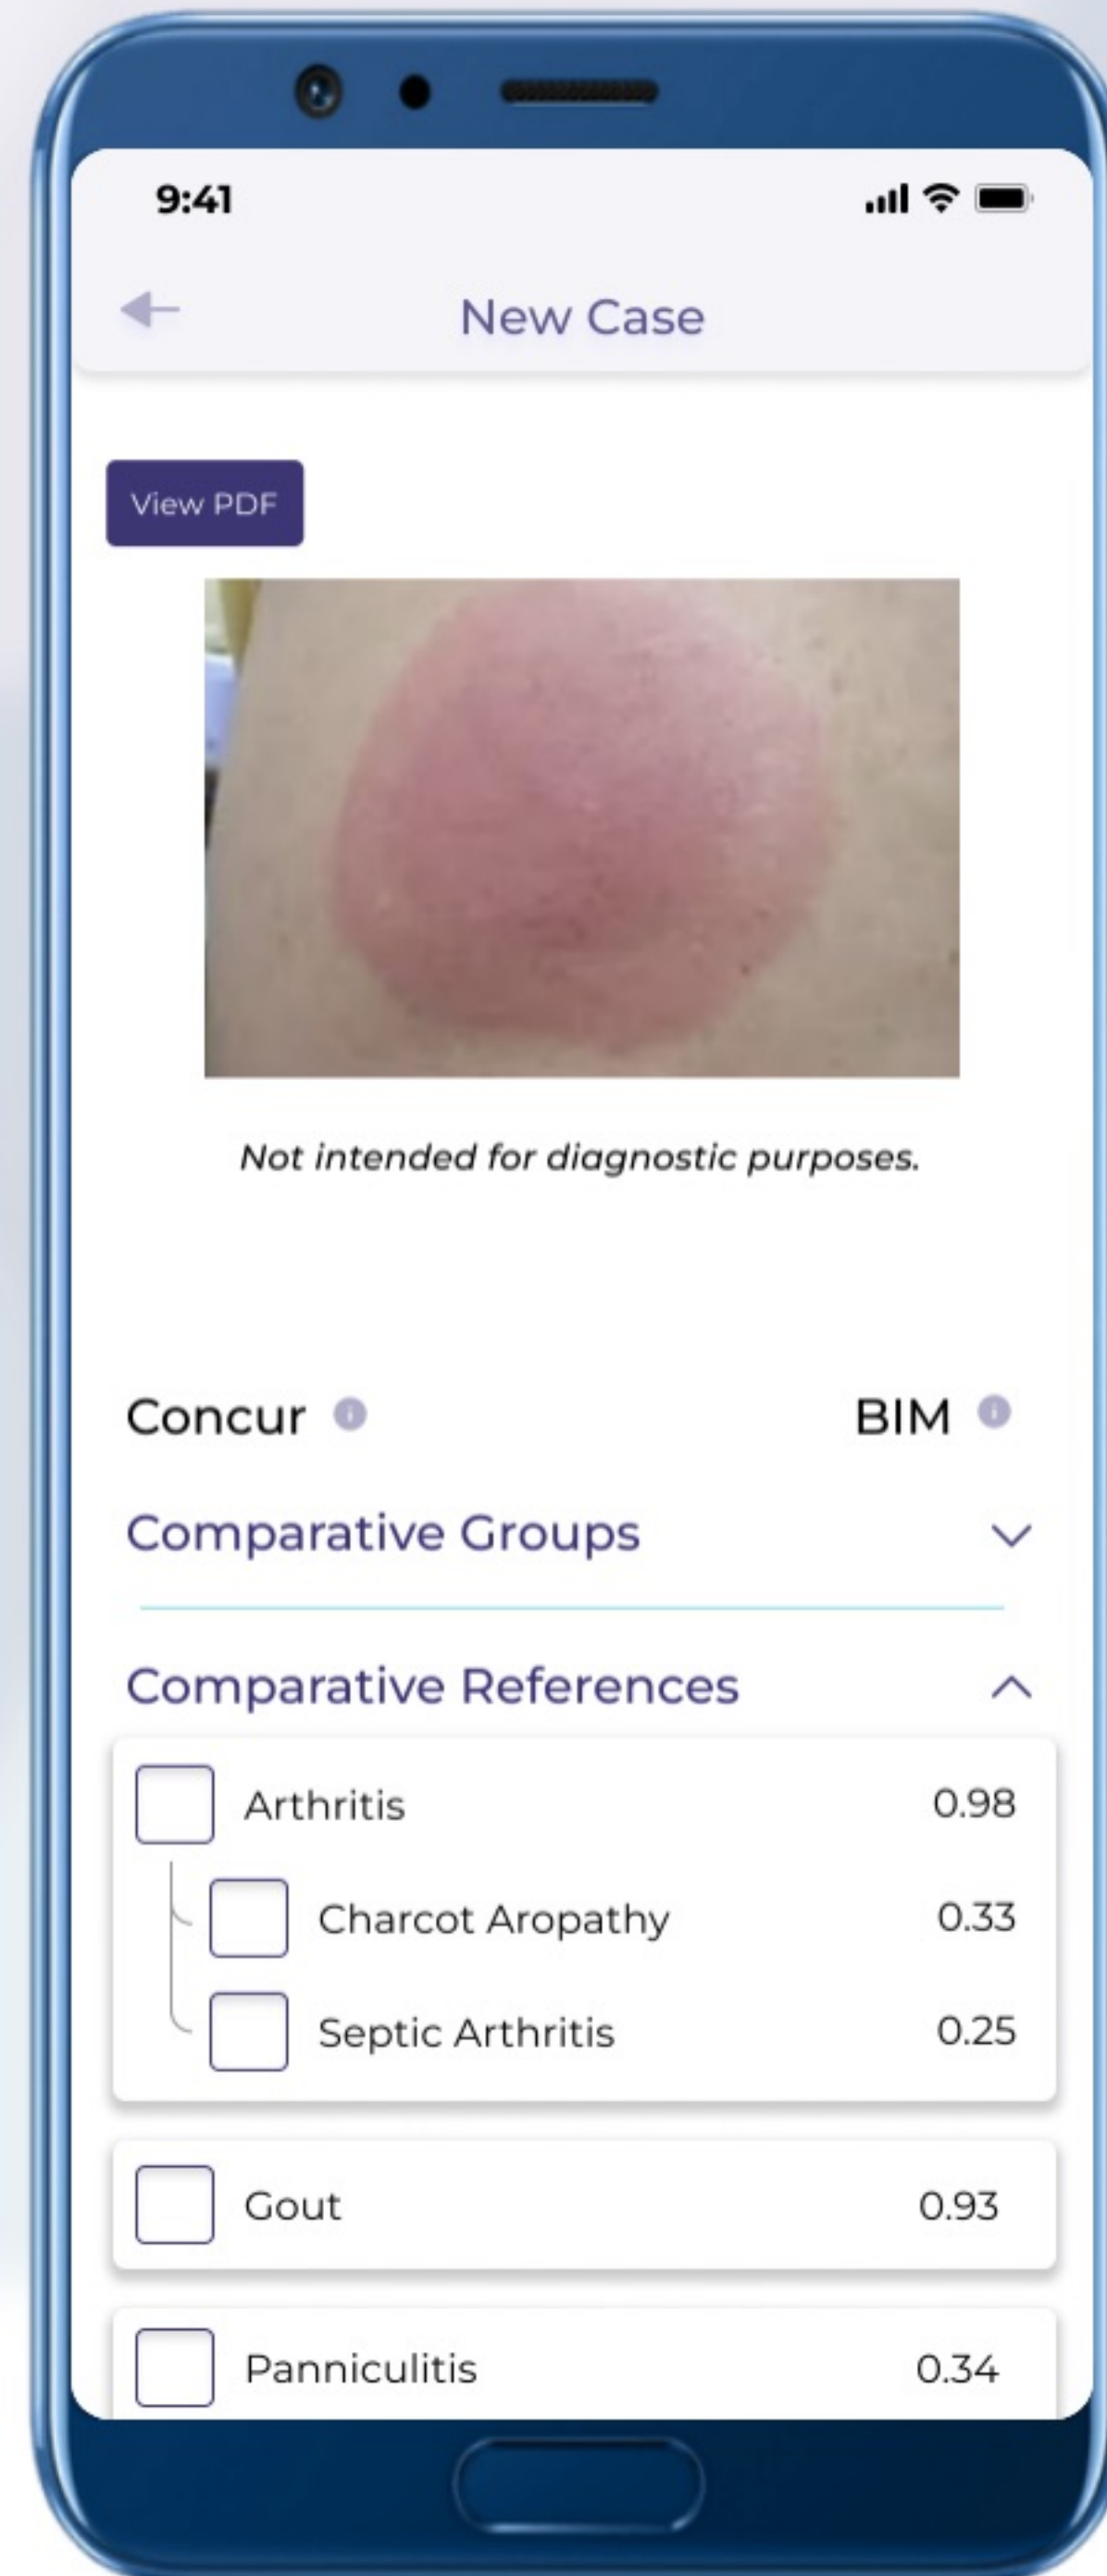 9:41
New Case
View PDF
Not intended for diagnostic purposes.
Concur BIM
Comparative Groups
Comparative References
Arthritis 0.98
Charcot Aropathy 0.33
Septic Arthritis 0.25
Gout 0.93
Panniculitis 0.34